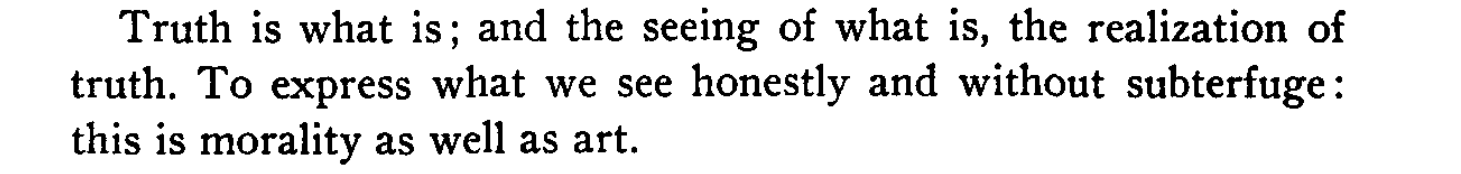 Truth is what is; and the seeing of what is, the realization of
truth. To express what we see honestly and without subterfuge:
this is morality as well as art.